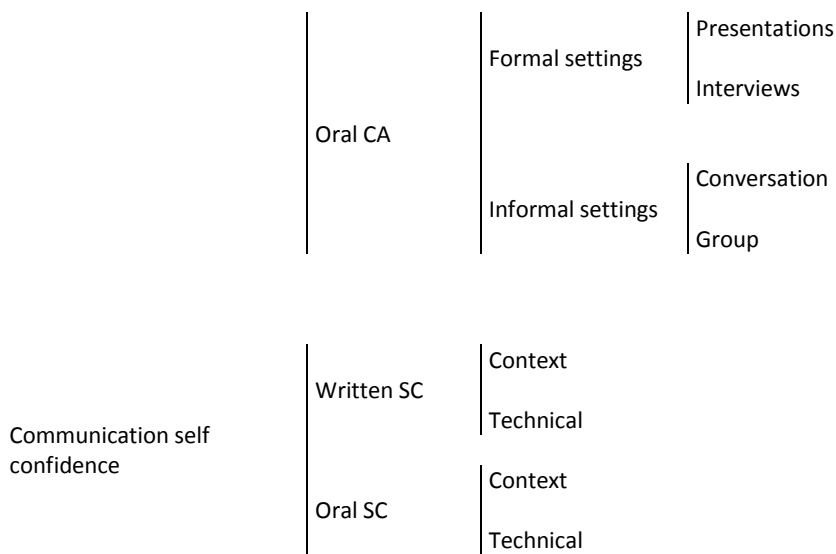 Presentations
Formal settings
Interviews
Oral CA
Conversation
Informal settings
Group
Context
Written SC
Technical
Communication self
confidence
Context
Oral SC
Technical